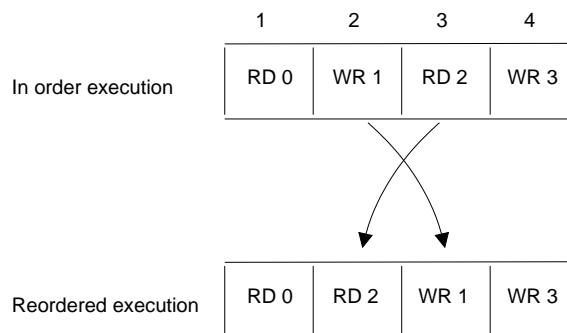 1 2 3 4
In order execution RD 0 WR 1 RD 2 WR 3
Reordered execution RD 0 RD 2 WR 1 WR 3